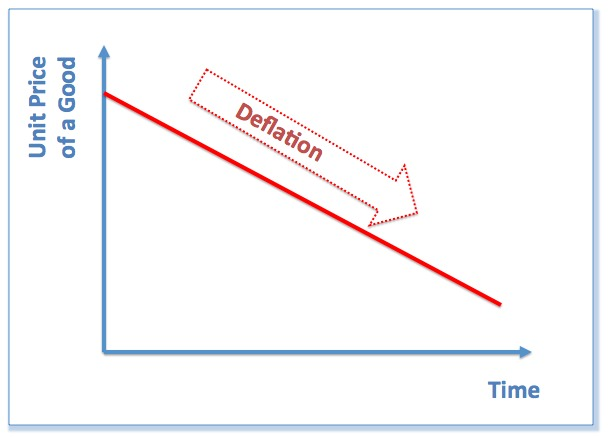 Unit Price
of a Good
Deflation
Time